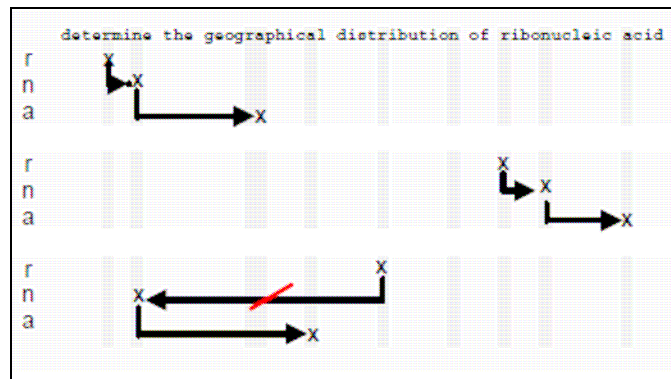 determine the geographical distribution of ribonucleic acid
r X
n X
a X
r X
n X
a X
r X
n X
a X